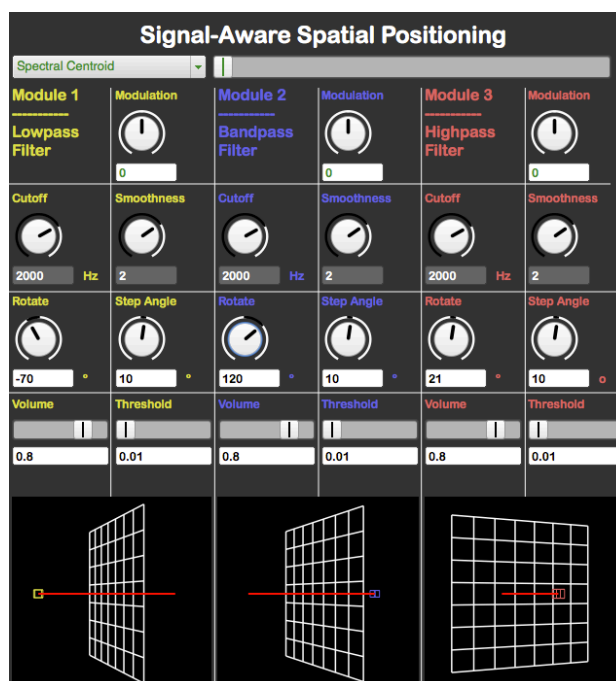 Signal-Aware Spatial Positioning
Spectral Centroid
Module 1 Modulation Module 2 Modulation Module 3 Modulation
-----------
-----------
-----------
Lowpass Bandpass Highpass
Filter Filter Filter
0 0 0
Cutoff Smoothness Cutoff Smoothness Cutoff Smoothness
2000 Hz 2 2000 Hz 2 2000 Hz 2
Rotate Step Angle Rotate Step Angle Rotate Step Angle
-70 ° 10 ° 120 ° 10 ° 21 ° 10 o
Volume Threshold Volume Threshold Volume Threshold
0.8 0.01 0.8 0.01 0.8 0.01